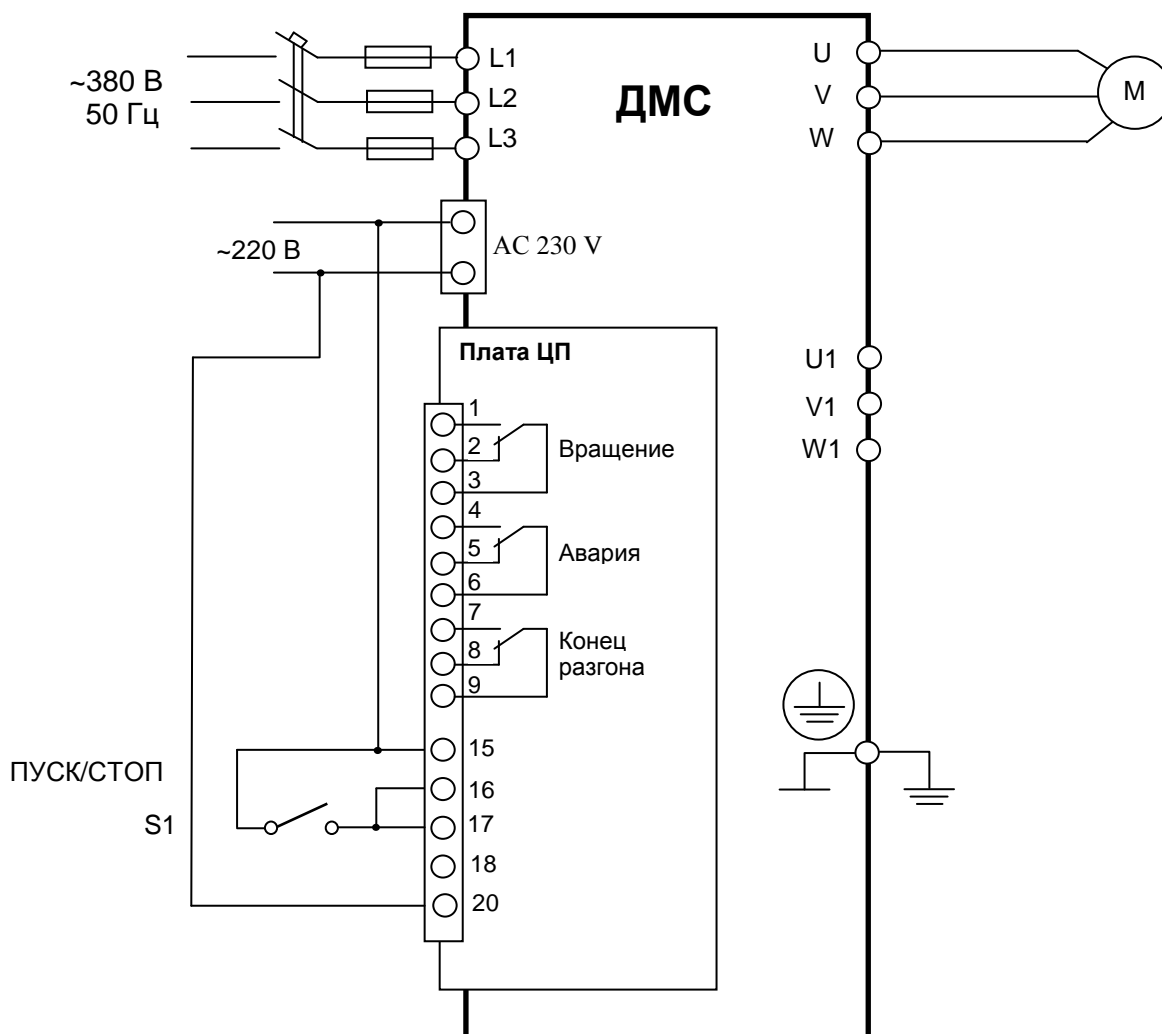 ~380 В
50 Гц
L1
L2
L3
ДМС
U
V
W
M
~220 В
AC 230 V
Плата ЦП
1
2
3
Вращение
4
5
6
Авария
7
8
9
Конец
разгона
U1
V1
W1
ПУСК/СТОП
S1
15
16
17
18
20